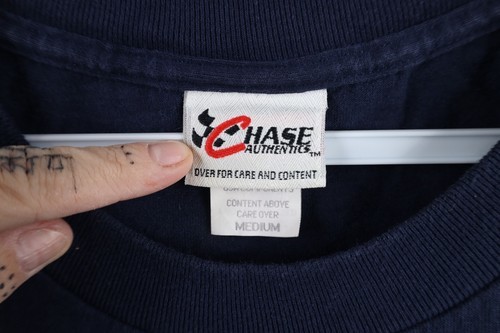 CHASE
AUTHENTICS TM
OVER FOR CARE AND CONTENT
CONTENT ABOVE
CARE OVER
MEDIUM